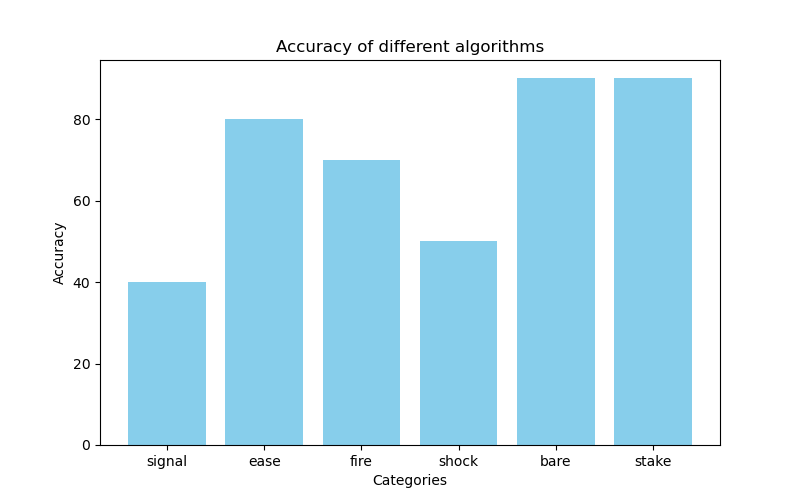 Accuracy of different algorithms
Accuracy
80
60
40
20
0
signal ease fire shock bare stake
Categories